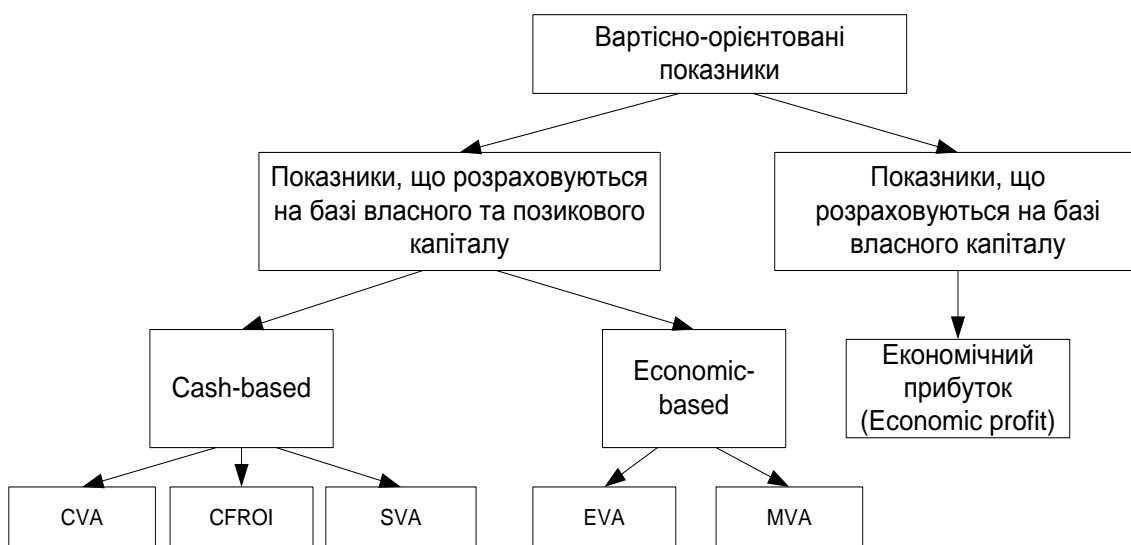 Вартісно-орієнтовані
показники
Показники, що розраховуються
на базі власного та позикового
капіталу
Показники, що
розраховуються на базі
власного капіталу
Cash-based
Economic-
based
Економічний
прибуток
(Economic profit)
CVA
CFROI
SVA
EVA
MVA